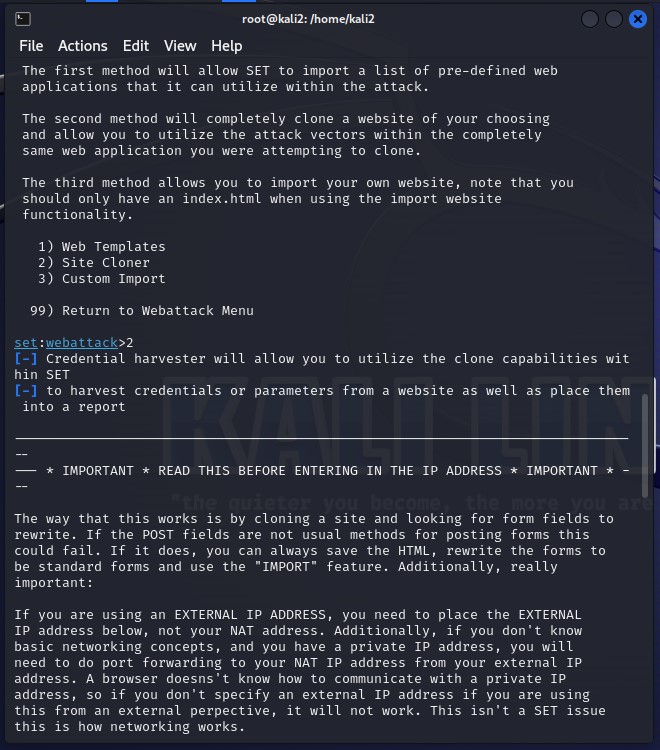 root@kali2: /home/kali2
File Actions Edit View Help
The first method will allow SET to import a list of pre-defined web
applications that it can utilize within the attack.
The second method will completely clone a website of your choosing
and allow you to utilize the attack vectors within the completely
same web application you were attempting to clone.
The third method allows you to import your own website, note that you
should only have an index.html when using the import website
functionality.
1) Web Templates
2) Site Cloner
3) Custom Import
99) Return to Webattack Menu
set:webattack>2
[-] Credential harvester will allow you to utilize the clone capabilities wit
hin SET
[-] to harvest credentials or parameters from a website as well as place them
into a report
-------------------------------------------------------------------------------
--- * IMPORTANT * READ THIS BEFORE ENTERING IN THE IP ADDRESS * IMPORTANT * ---
The way that this works is by cloning a site and looking for form fields to
rewrite. If the POST fields are not usual methods for posting forms this
could fail. If it does, you can always save the HTML, rewrite the forms to
be standard forms and use the "IMPORT" feature. Additionally, really
important:
If you are using an EXTERNAL IP ADDRESS, you need to place the EXTERNAL
IP address below, not your NAT address. Additionally, if you don't know
basic networking concepts, and you have a private IP address, you will
need to do port forwarding to your NAT IP address from your external IP
address. A browser doesns't know how to communicate with a private IP
address, so if you don't specify an external IP address if you are using
this from an external perpective, it will not work. This isn't a SET issue
this is how networking works.
KALI LIN
"the quieter you become, the more you are